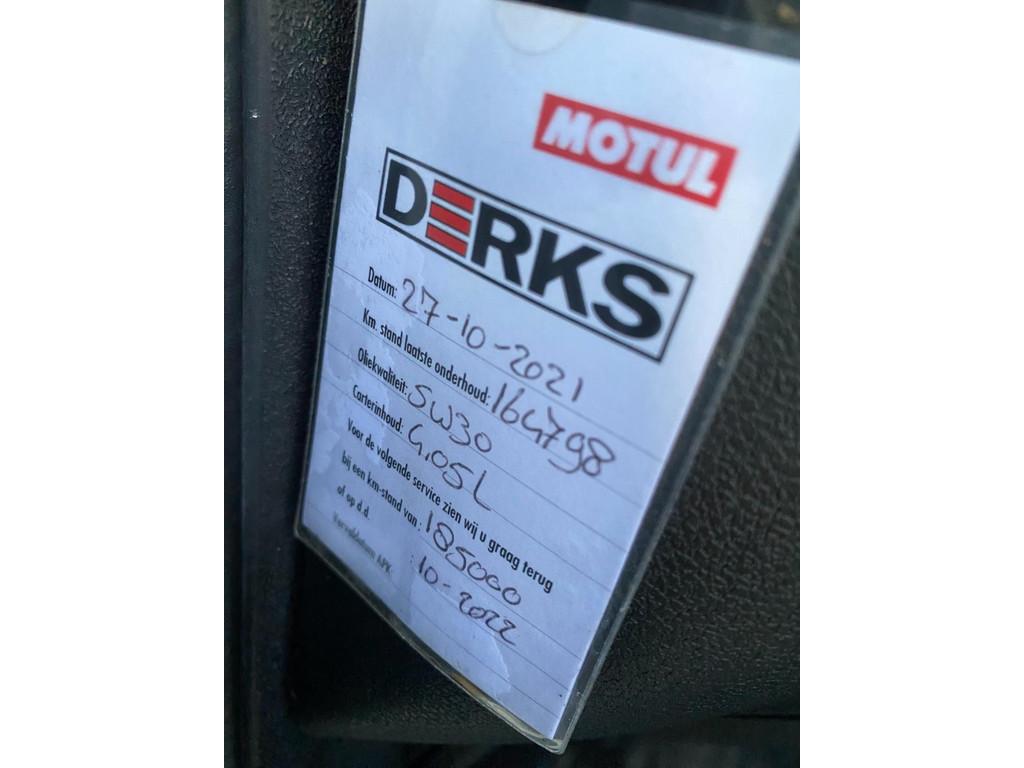 MOTUL
DERKS
Datum: 27-10-2021
Km. stand laatste onderhoud: 164798
Oliekwaliteit: 5W30
Carterinhoud: 4.05L
Voor de volgende service zien wij u graag terug
bij een km-stand van: 185000
of op d.d. : 10-2022
Vervaldatum APK